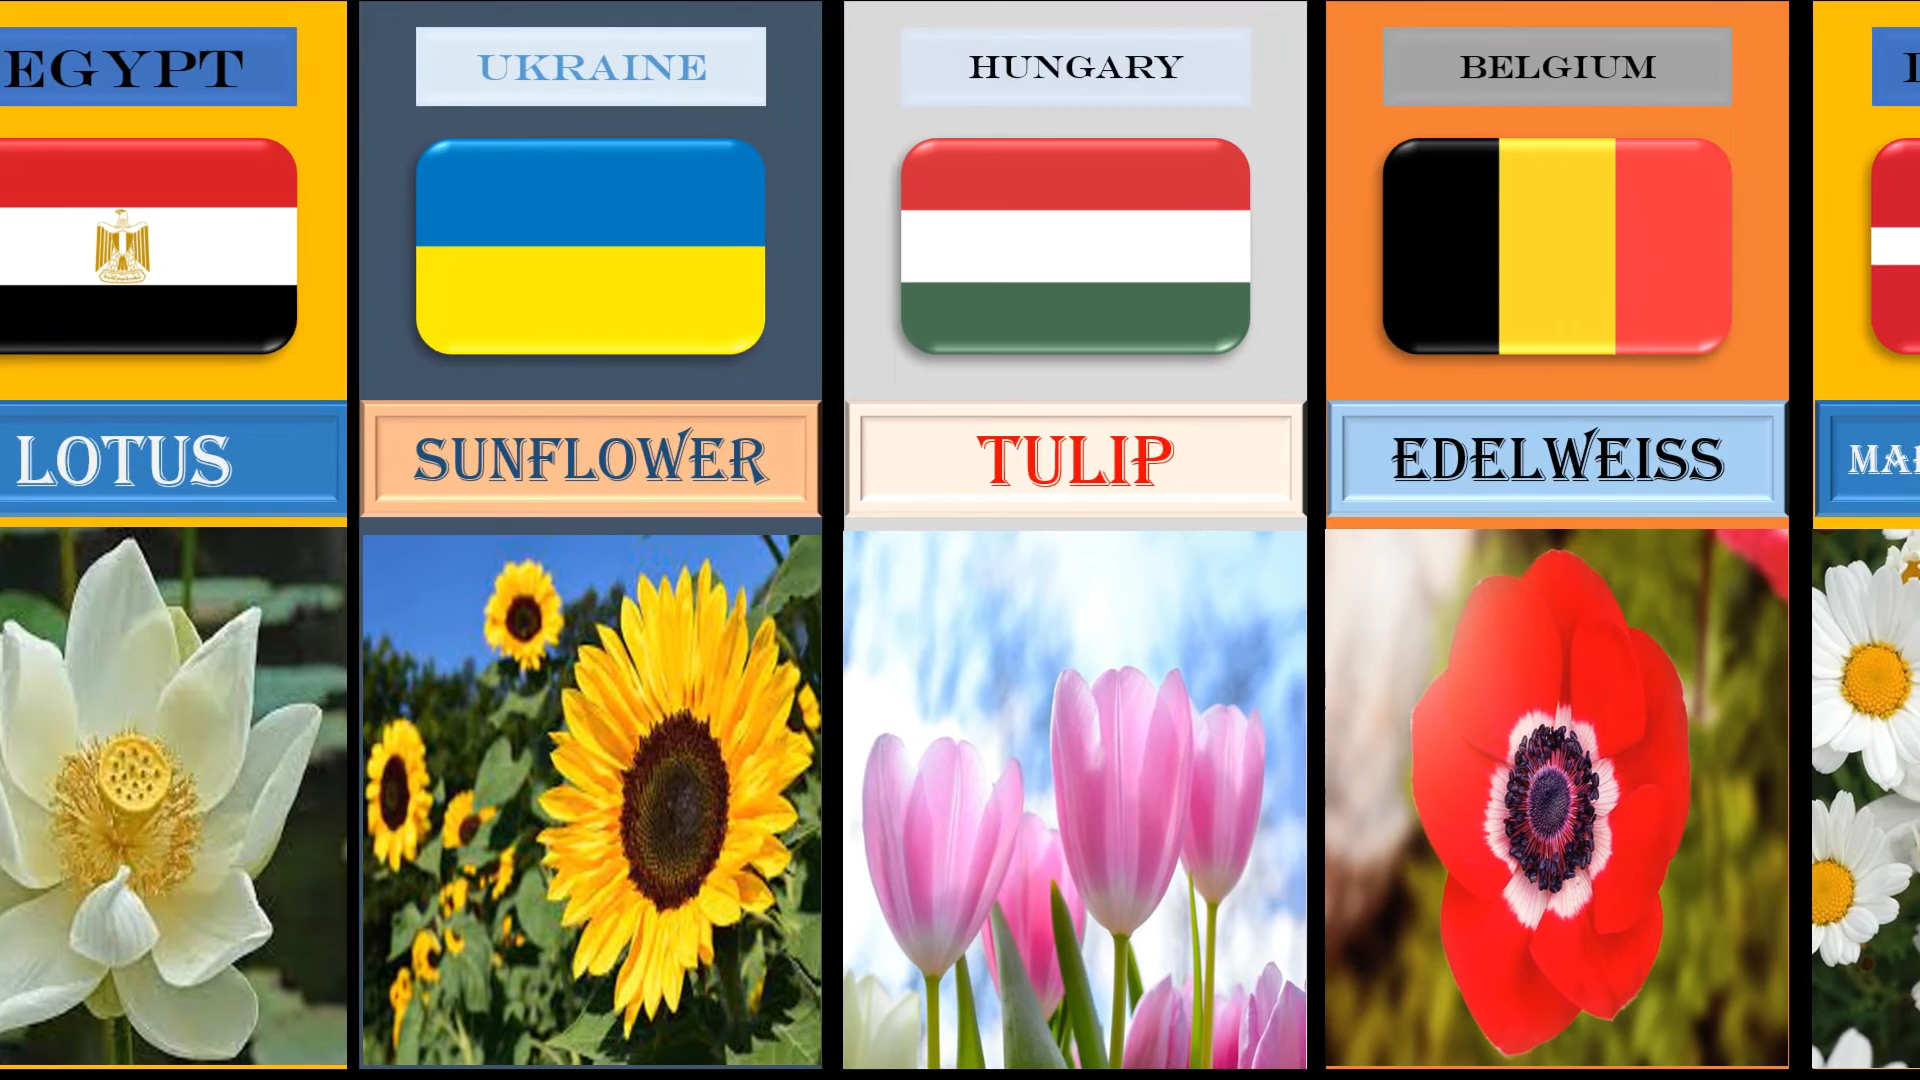 EGYPT
UKRAINE
HUNGARY
BELGIUM
LOTUS
SUNFLOWER
TULIP
EDELWEISS